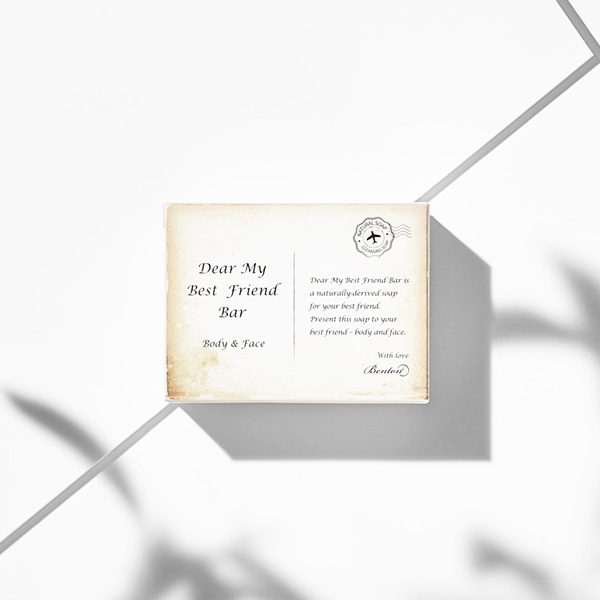 Dear My
Best Friend
Bar
Body & Face
NATURAL SOAP
CLEANSING SOAP
Dear My Best Friend Bar is
a naturally-derived soap
for your best friend.
Present this soap to your
best friend - body and face.
With love
Benton